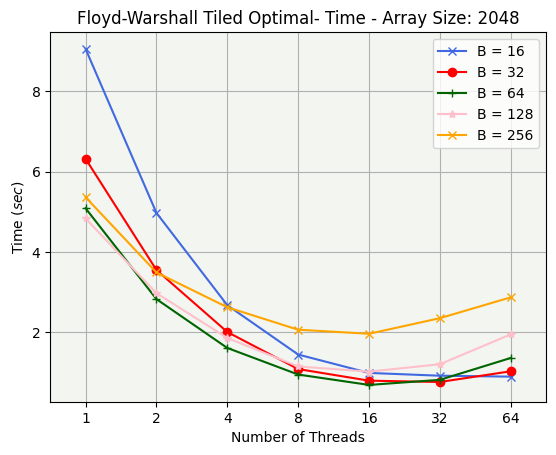 Floyd-Warshall Tiled Optimal- Time - Array Size: 2048
B = 16
B = 32
B = 64
B = 128
B = 256
8
6
4
2
Time (sec)
1 2 4 8 16 32 64
Number of Threads